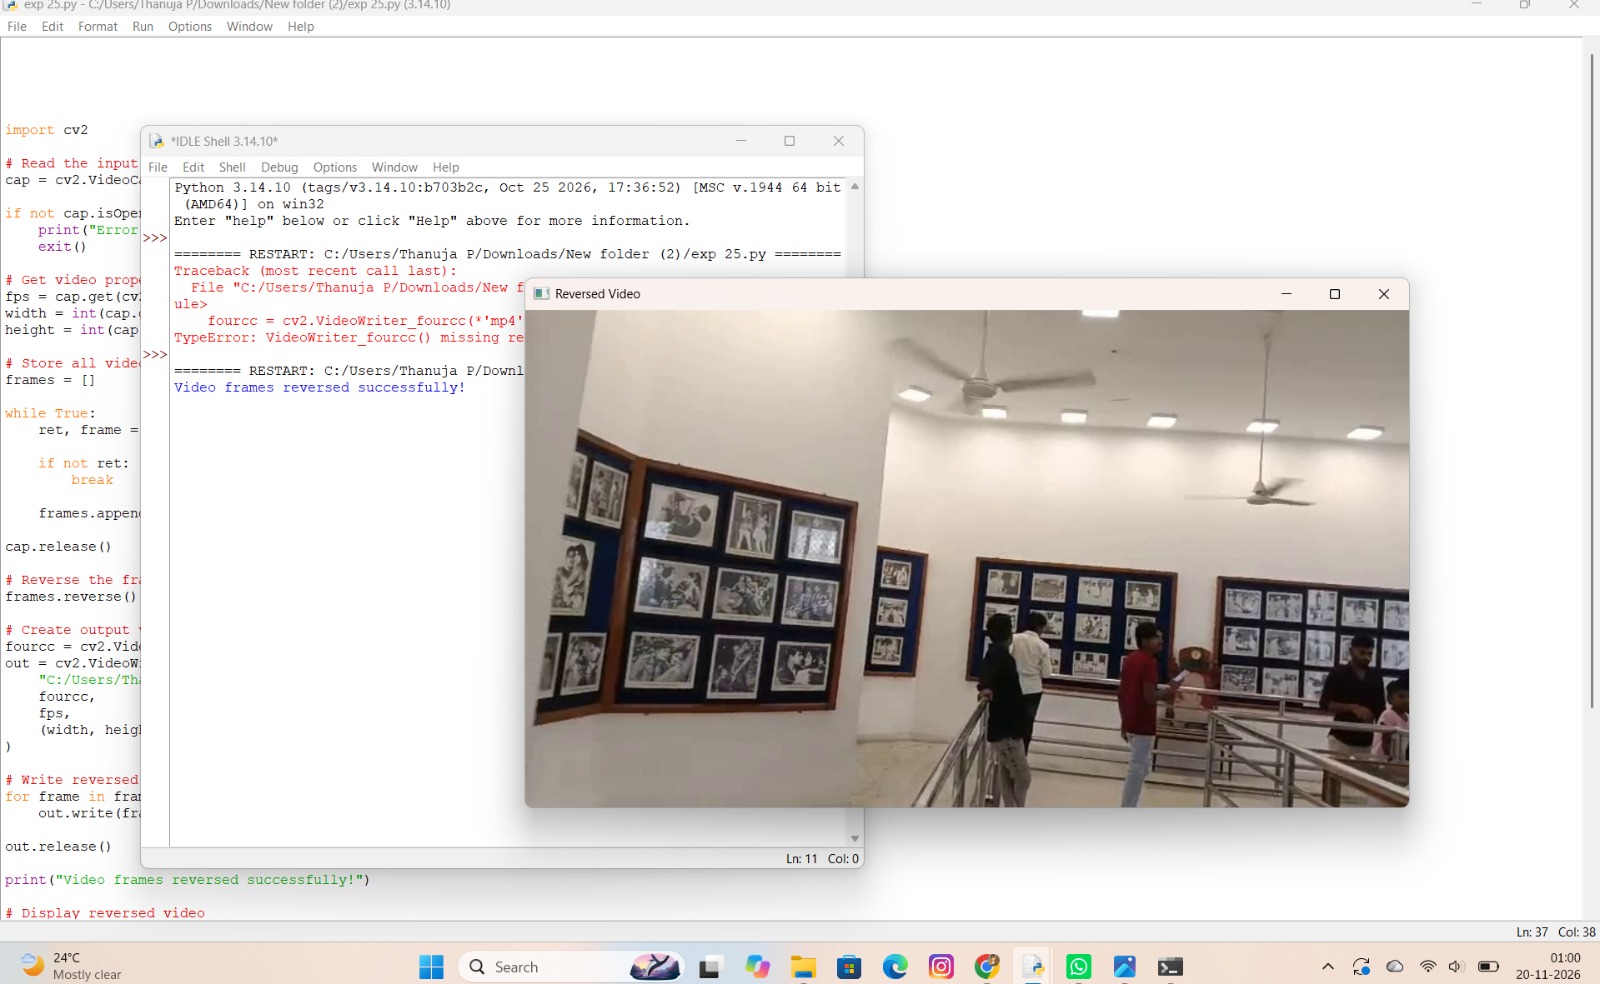 exp 25.py - C:/Users/Thanuja P/Downloads/New folder (2)/exp 25.py (3.14.10)
File Edit Format Run Options Window Help
import cv2
# Read the input
cap = cv2.VideoC
if not cap.isOpe
print("Error
exit()
# Get video prope
fps = cap.get(cv
width = int(cap.
height = int(cap
# Store all vide
frames = []
while True:
ret, frame =
if not ret:
break
frames.append
cap.release()
# Reverse the fra
frames.reverse()
# Create output
fourcc = cv2.Vide
out = cv2.VideoW
"C:/Users/Tha
fourcc,
fps,
(width, heig
)
# Write reversed
for frame in fra
out.write(fra
out.release()
print("Video frames reversed successfully!")
# Display reversed video
*IDLE Shell 3.14.10*
File Edit Shell Debug Options Window Help
Python 3.14.10 (tags/v3.14.10:b703b2c, Oct 25 2026, 17:36:52) [MSC v.1944 64 bit
(AMD64)] on win32
Enter "help" below or click "Help" above for more information.
>>>
======== RESTART: C:/Users/Thanuja P/Downloads/New folder (2)/exp 25.py ========
Traceback (most recent call last):
File "C:/Users/Thanuja P/Downloads/New f
ule>
fourcc = cv2.VideoWriter_fourcc(*'mp4'
TypeError: VideoWriter_fourcc() missing re
>>>
======== RESTART: C:/Users/Thanuja P/Downl
Video frames reversed successfully!
Ln: 11 Col: 0
Reversed Video
Ln: 37 Col: 38
24°C
Mostly clear
Search
01:00
20-11-2026